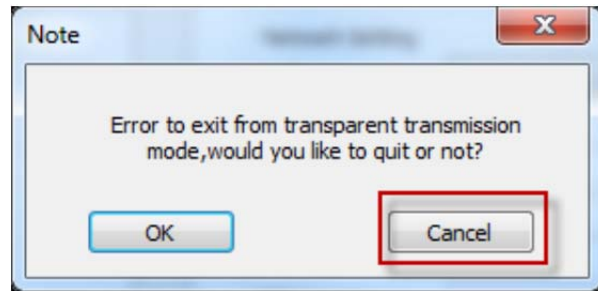 Note
Error to exit from transparent transmission
mode,would you like to quit or not?
OK
Cancel